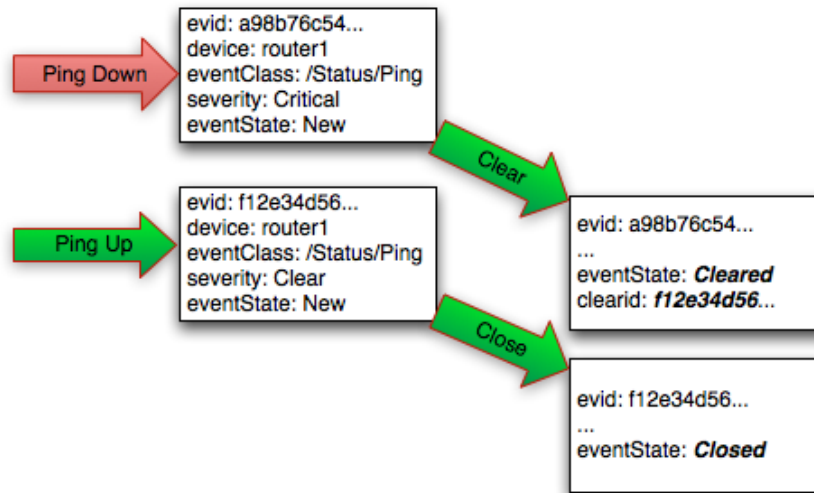 Ping Down
evid: a98b76c54...
device: router1
eventClass: /Status/Ping
severity: Critical
eventState: New
Clear
Ping Up
evid: f12e34d56...
device: router1
eventClass: /Status/Ping
severity: Clear
eventState: New
Close
evid: a98b76c54...
...
eventState: Cleared
clearid: f12e34d56...
evid: f12e34d56...
...
eventState: Closed